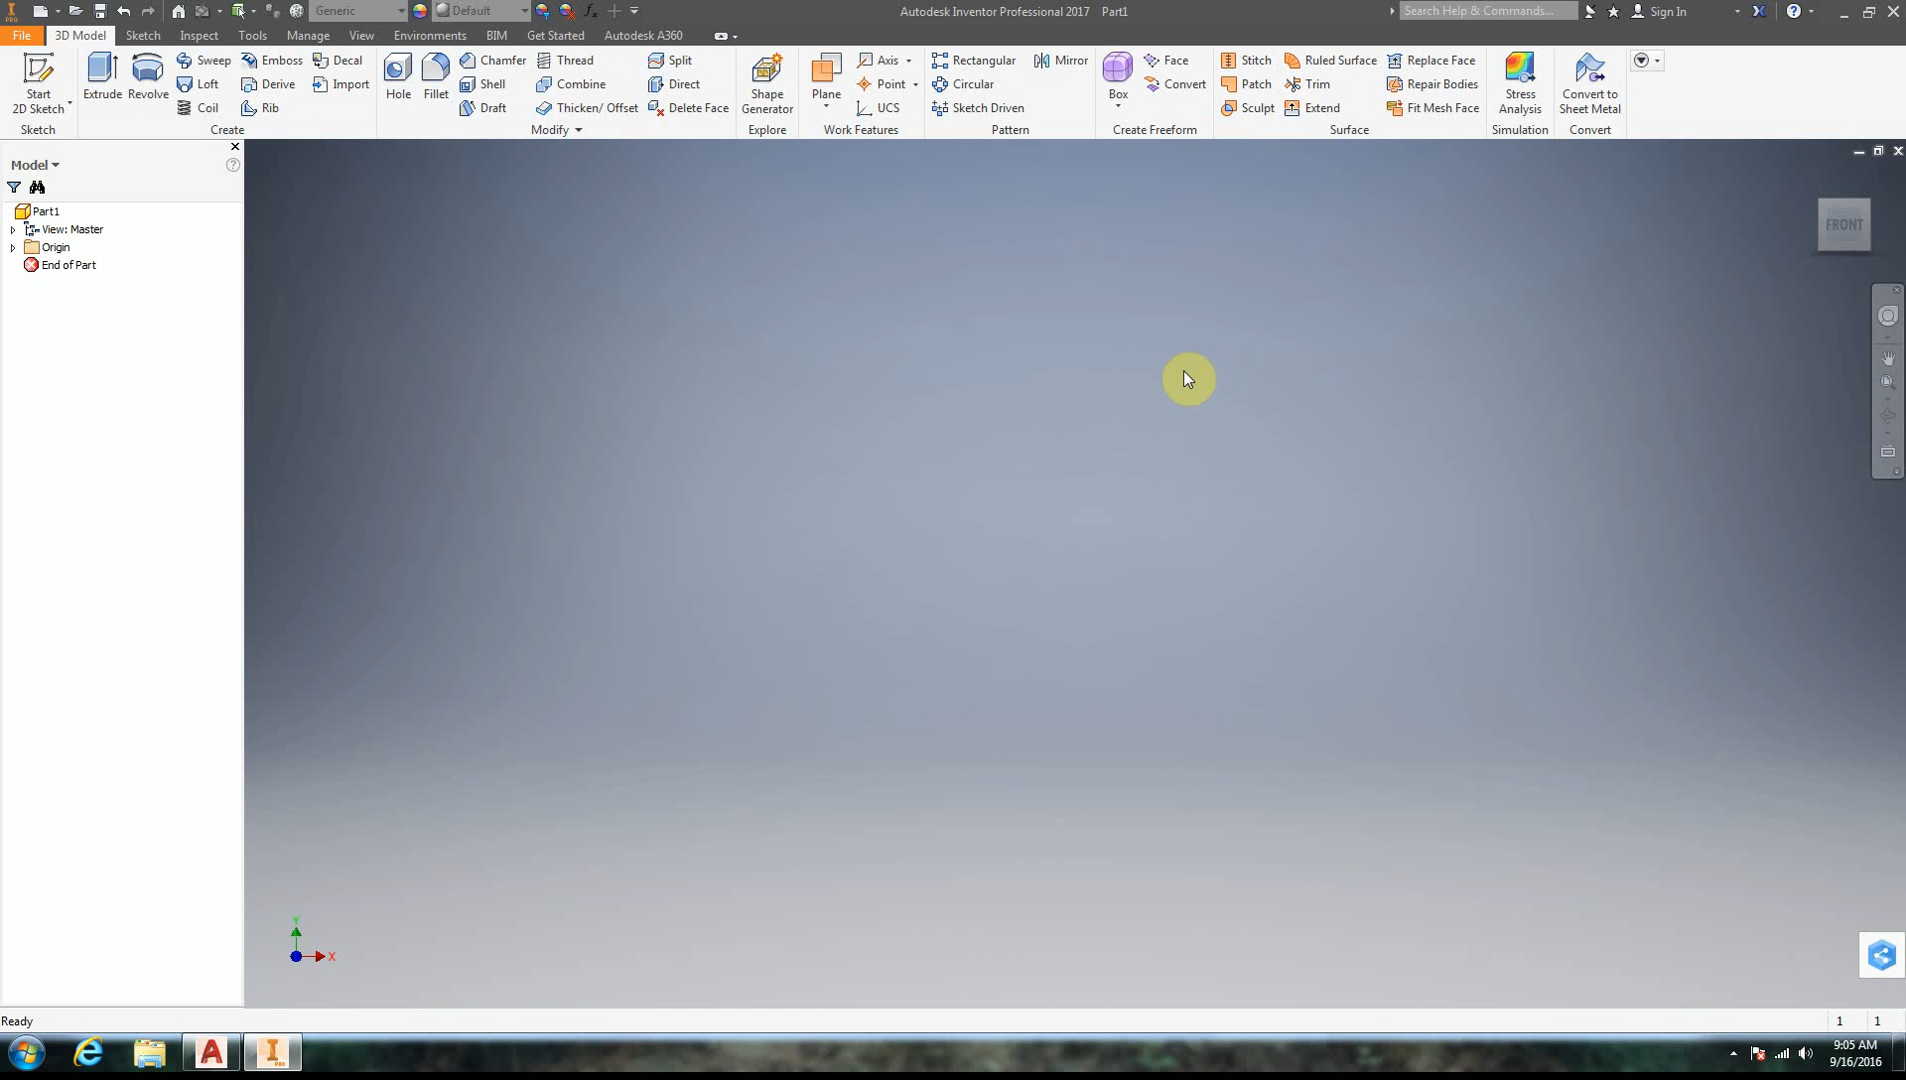 Generic
Default
Autodesk Inventor Professional 2017 Part1
Search Help & Commands...
Sign In
File 3D Model Sketch Inspect Tools Manage View Environments BIM Get Started Autodesk A360
Start
2D Sketch
Sketch
Extrude
Revolve
Sweep
Loft
Coil
Emboss
Derive
Rib
Decal
Import
Create
Hole
Fillet
Chamfer
Shell
Draft
Thread
Combine
Thicken/ Offset
Split
Direct
Delete Face
Modify
Shape
Generator
Explore
Plane
Axis
Point
UCS
Work Features
Rectangular
Circular
Sketch Driven
Mirror
Pattern
Box
Face
Convert
Create Freeform
Stitch
Patch
Sculpt
Ruled Surface
Trim
Extend
Replace Face
Repair Bodies
Fit Mesh Face
Surface
Stress
Analysis
Simulation
Convert to
Sheet Metal
Convert
Model
Part1
View: Master
Origin
End of Part
FRONT
Y
X
Ready
1 1
9:05 AM
9/16/2016